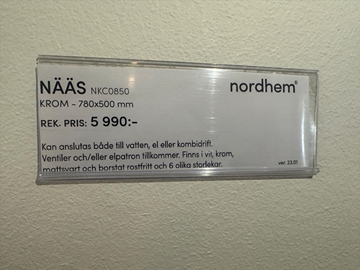 NÄÄS NKC0850
nordhem®
KROM - 780x500 mm
REK. PRIS: 5 990:-
Kan anslutas både till vatten, el eller kombidrift.
Ventiler och/eller elpatron tillkommer. Finns i vit, krom,
mattsvart och borstat rostfritt och 6 olika storlekar.
ver. 23.01